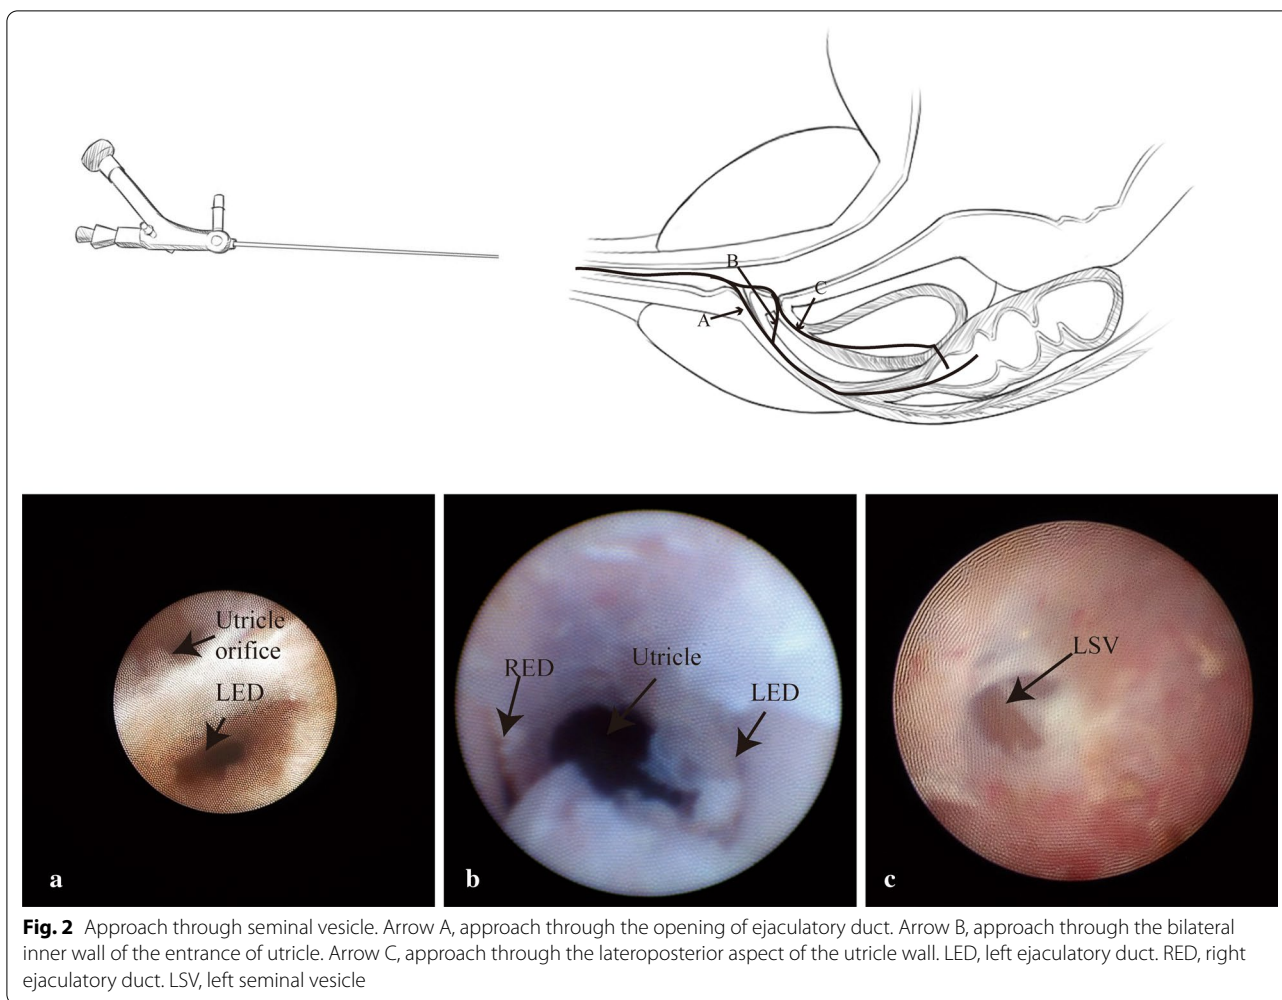 B
C
A
Utricle
orifice
LED
a
RED
Utricle
LED
b
LSV
c
Fig. 2 Approach through seminal vesicle. Arrow A, approach through the opening of ejaculatory duct. Arrow B, approach through the bilateral
inner wall of the entrance of utricle. Arrow C, approach through the lateroposterior aspect of the utricle wall. LED, left ejaculatory duct. RED, right
ejaculatory duct. LSV, left seminal vesicle